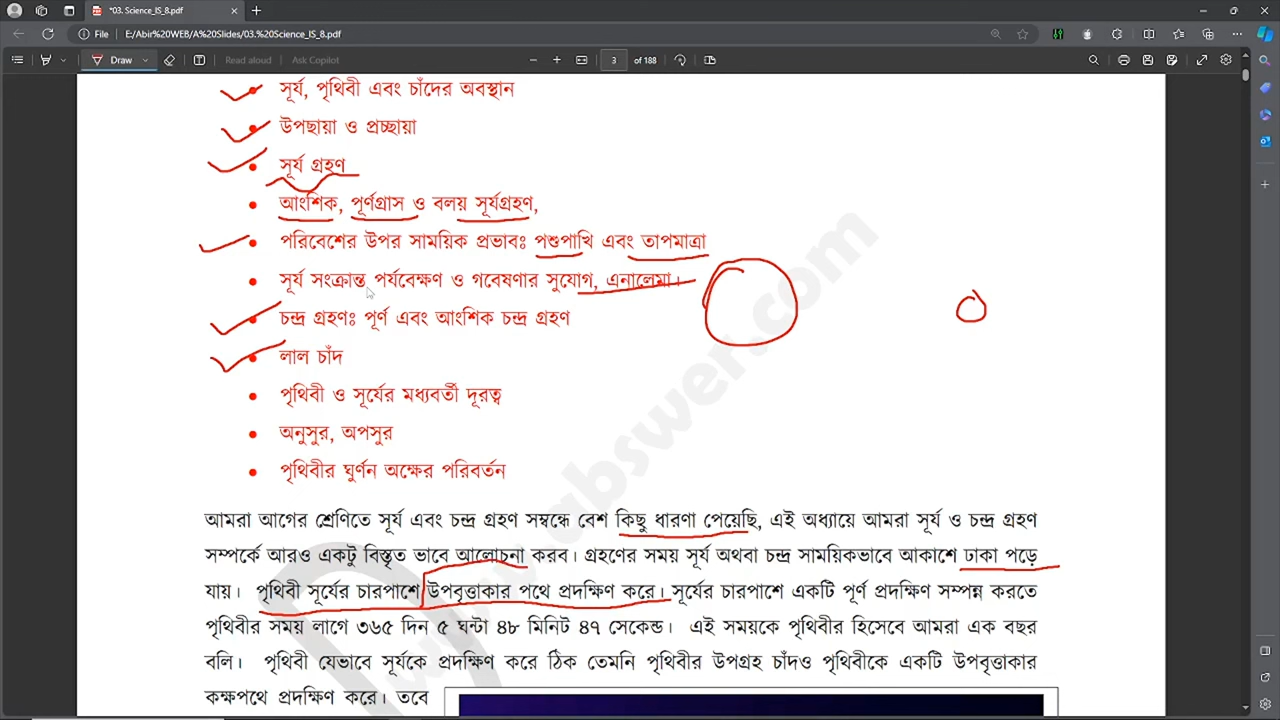 *03. Science_IS_8.pdf
File
E:/Abir%20WEB/A%20Slides/03.%20Science_IS_8.pdf
Draw
Read aloud
Ask Copilot
3 of 188
• সূর্য, পৃথিবী এবং চাঁদের অবস্থান
• উপছায়া ও প্রচ্ছায়া
• সূর্য গ্রহণ
• আংশিক, পূর্ণগ্রাস ও বলয় সূর্যগ্রহণ,
• পরিবেশের উপর সাময়িক প্রভাবঃ পশুপাখি এবং তাপমাত্রা
• সূর্য সংক্রান্ত পর্যবেক্ষণ ও গবেষণার সুযোগ, এনালেমা।
• চন্দ্র গ্রহণঃ পূর্ণ এবং আংশিক চন্দ্র গ্রহণ
• লাল চাঁদ
• পৃথিবী ও সূর্যের মধ্যবর্তী দূরত্ব
• অনুসুর, অপসুর
• পৃথিবীর ঘুর্ণন অক্ষের পরিবর্তন
আমরা আগের শ্রেণিতে সূর্য এবং চন্দ্র গ্রহণ সম্বন্ধে বেশ কিছু ধারণা পেয়েছি, এই অধ্যায়ে আমরা সূর্য ও চন্দ্র গ্রহণ
সম্পর্কে আরও একটু বিস্তৃত ভাবে আলোচনা করব। গ্রহণের সময় সূর্য অথবা চন্দ্র সাময়িকভাবে আকাশে ঢাকা পড়ে
যায়। পৃথিবী সূর্যের চারপাশে উপবৃত্তাকার পথে প্রদক্ষিণ করে। সূর্যের চারপাশে একটি পূর্ণ প্রদক্ষিণ সম্পন্ন করতে
পৃথিবীর সময় লাগে ৩৬৫ দিন ৫ ঘন্টা ৪৮ মিনিট ৪৭ সেকেন্ড। এই সময়কে পৃথিবীর হিসেবে আমরা এক বছর
বলি। পৃথিবী যেভাবে সূর্যকে প্রদক্ষিণ করে ঠিক তেমনি পৃথিবীর উপগ্রহ চাঁদও পৃথিবীকে একটি উপবৃত্তাকার
কক্ষপথে প্রদক্ষিণ করে। তবে
www.abswer.com